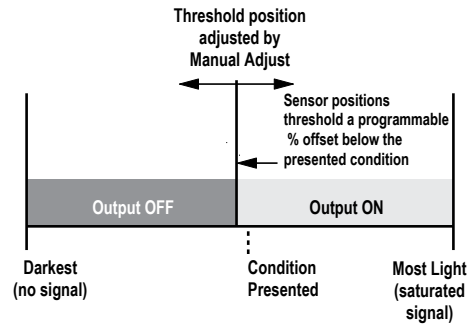 Threshold position
adjusted by
Manual Adjust
Sensor positions
threshold a programmable
% offset below the
presented condition
Output OFF
Output ON
Darkest
(no signal)
Condition
Presented
Most Light
(saturated
signal)